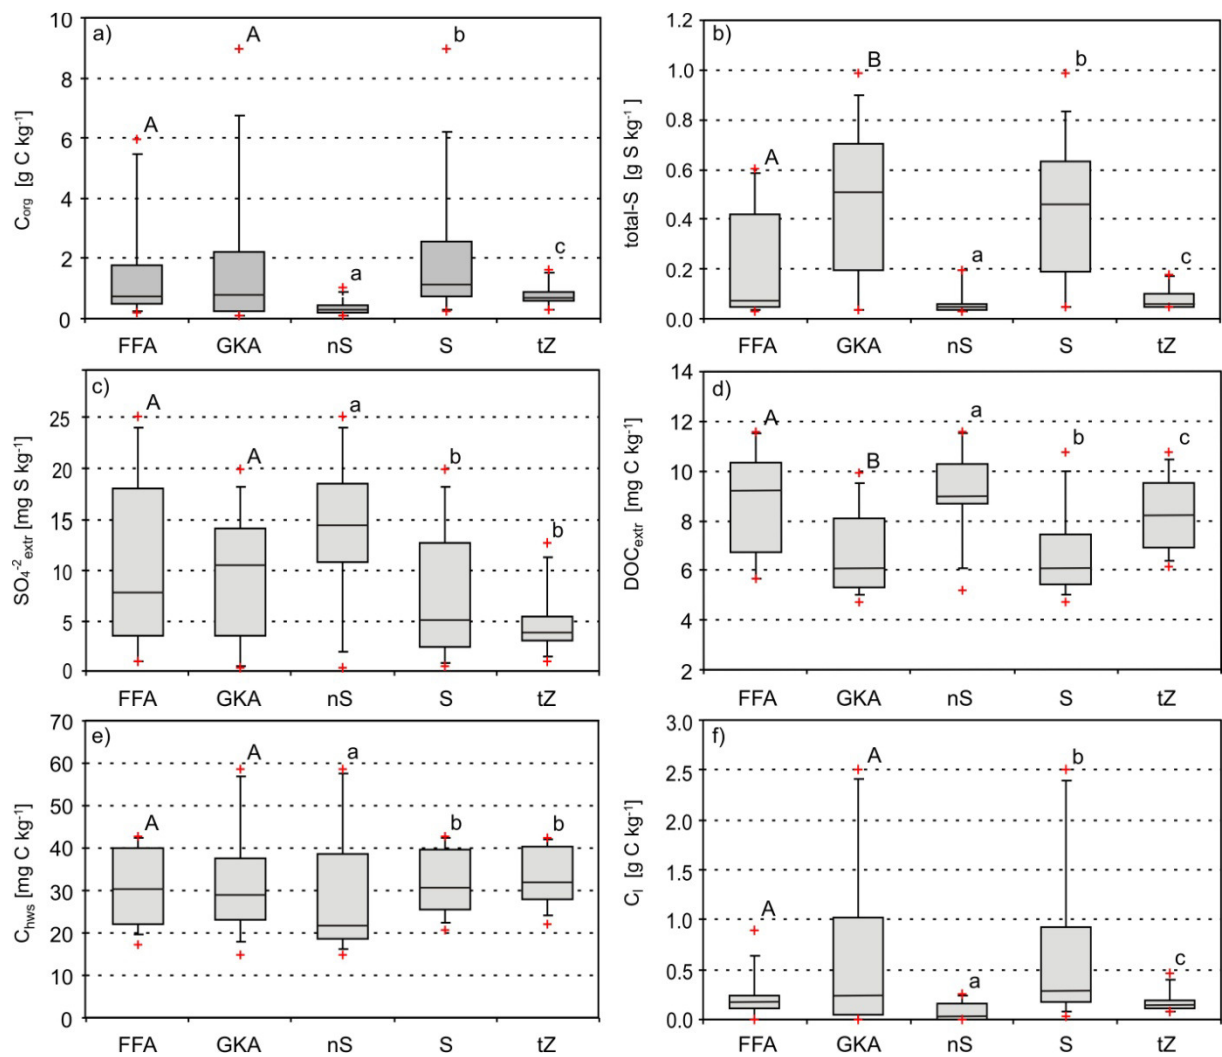 a)
10
8
6
4
2
0
Corg [g C kg-1]
A
A
a
b
c
FFA GKA nS S tZ
b)
1.2
1.0
0.8
0.6
0.4
0.2
0.0
total-S [g S kg-1]
A
B
a
b
c
FFA GKA nS S tZ
c)
25
20
15
10
5
0
SO4-2extr [mg S kg-1]
A
A
a
b
b
FFA GKA nS S tZ
d)
14
12
10
8
6
4
2
DOCextr [mg C kg-1]
A
B
a
b
c
FFA GKA nS S tZ
e)
70
60
50
40
30
20
10
0
Chws [mg C kg-1]
A
A
a
b
b
FFA GKA nS S tZ
f)
3.0
2.5
2.0
1.5
1.0
0.5
0.0
Cl [g C kg-1]
A
A
a
b
c
FFA GKA nS S tZ